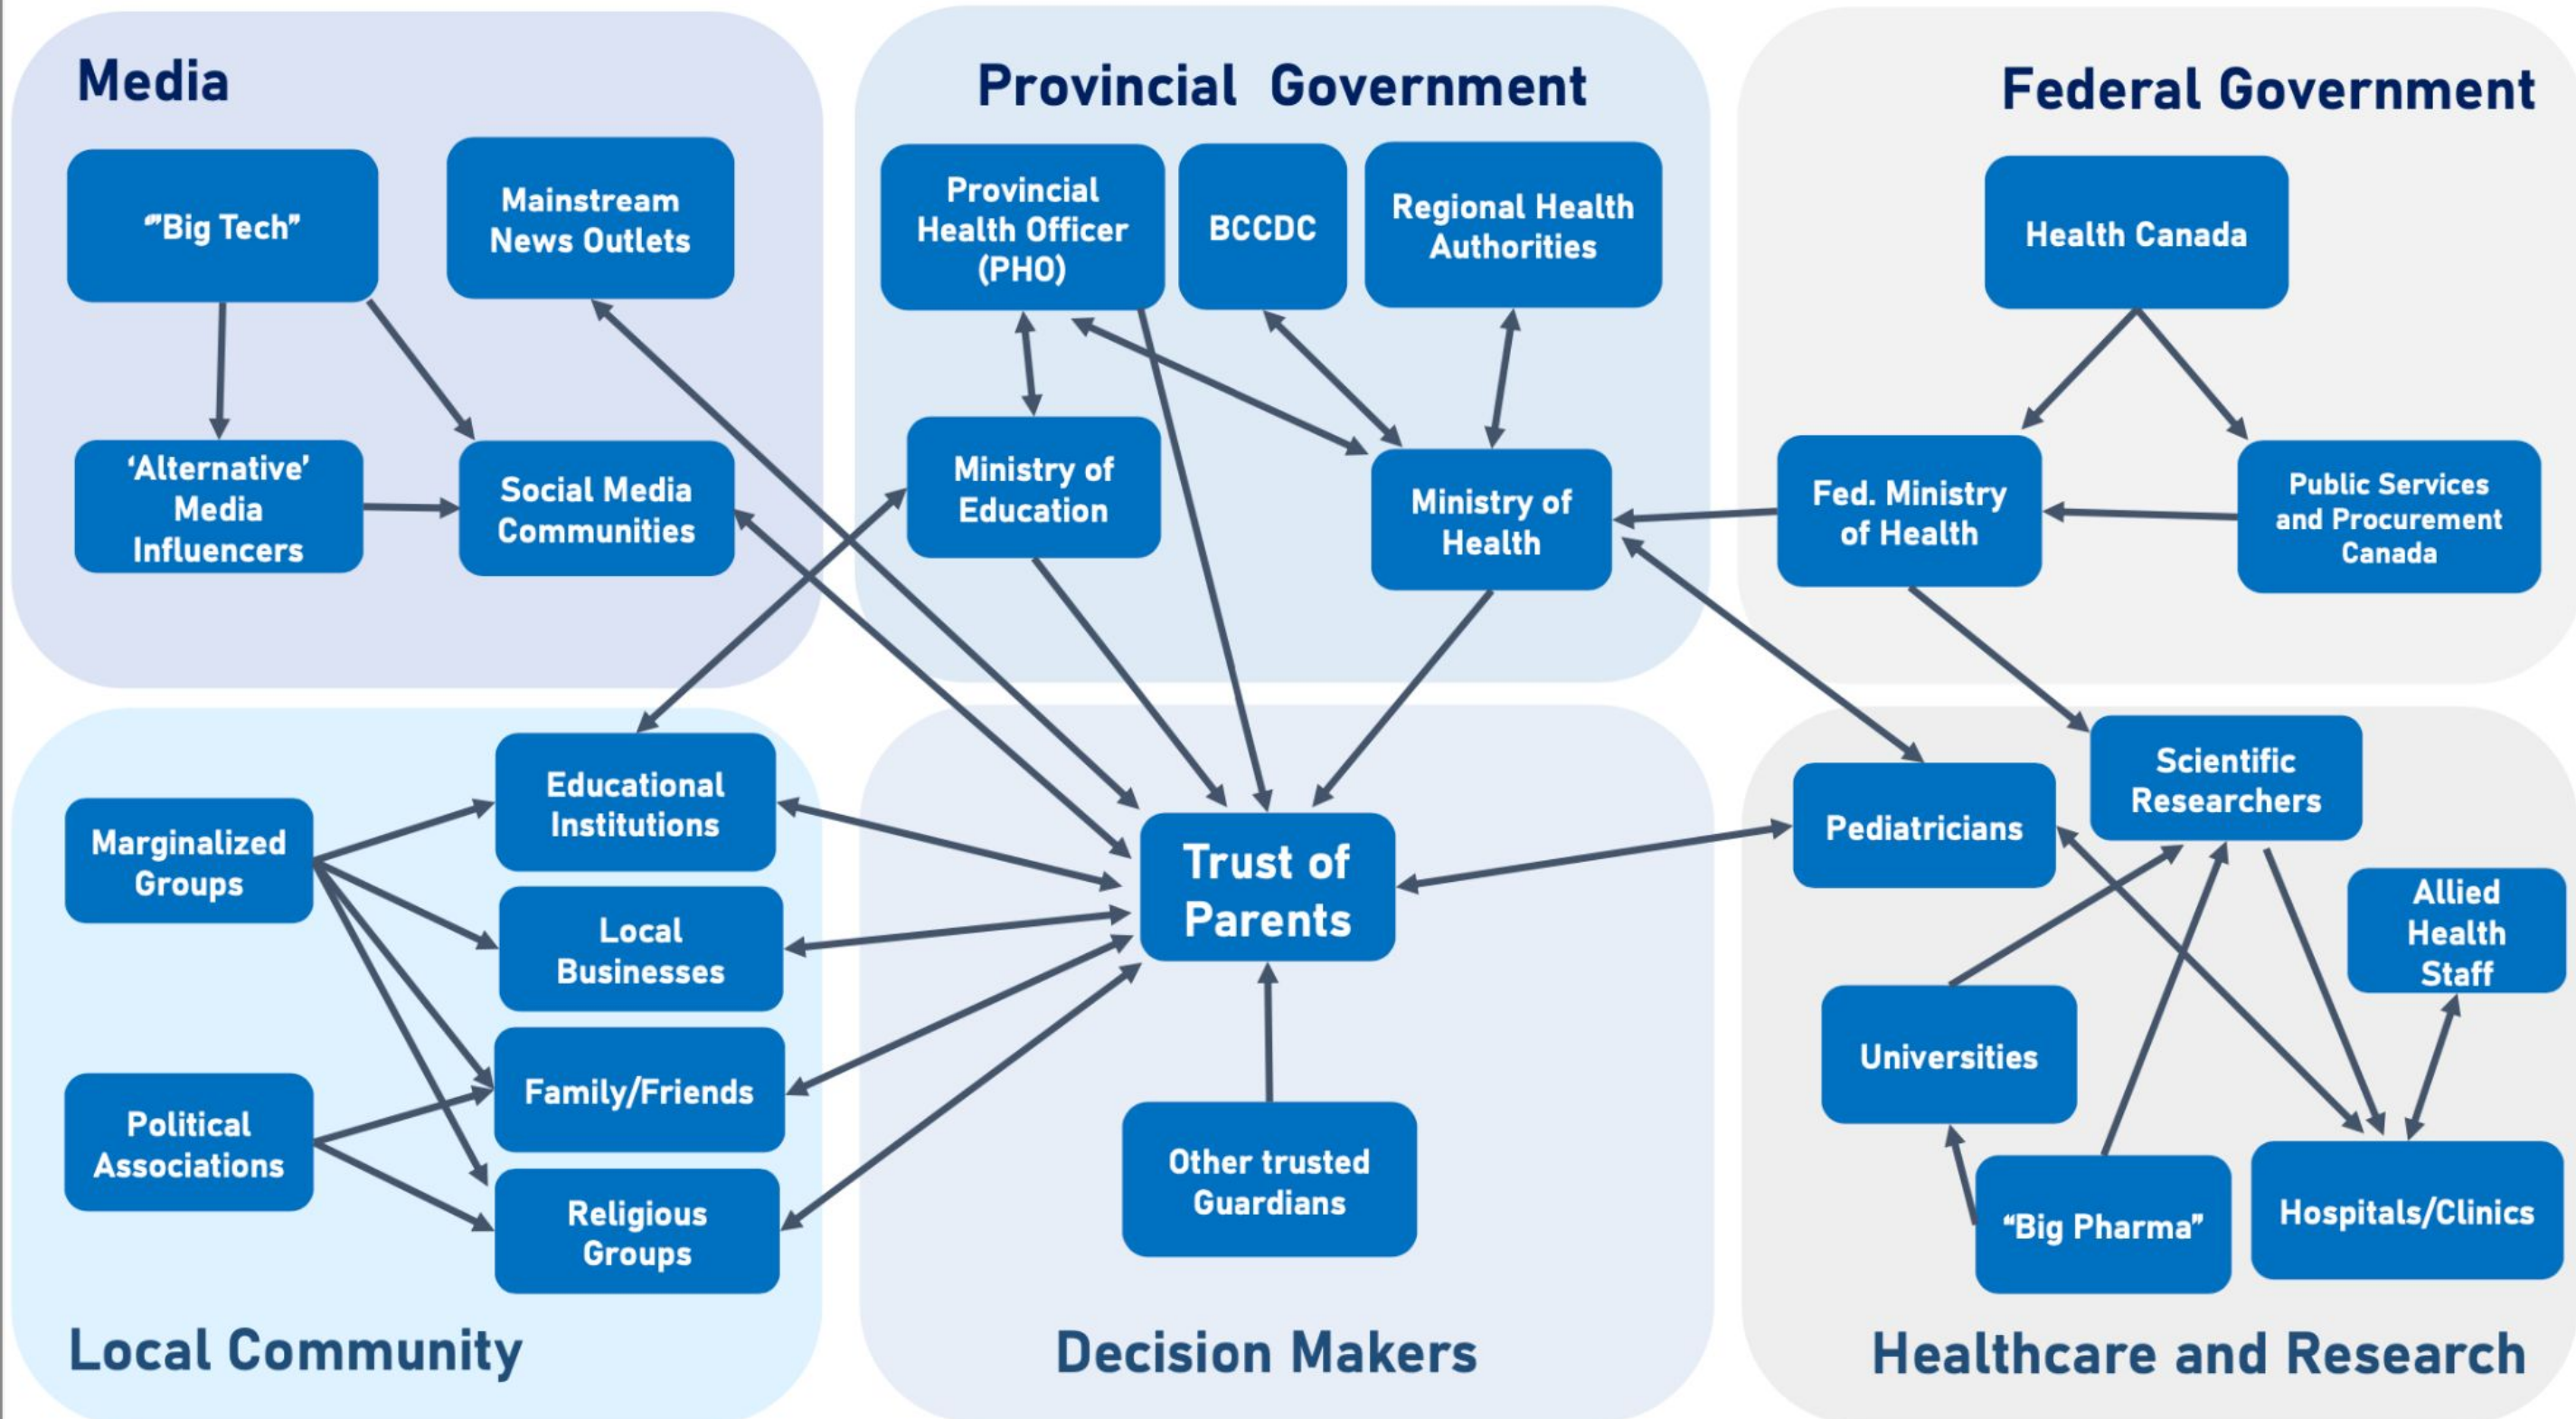 Media
“”Big Tech”
Mainstream
News Outlets
‘Alternative’
Media
Influencers
Social Media
Communities
Provincial Government
Provincial
Health Officer
(PHO)
BCCDC
Regional Health
Authorities
Ministry of
Education
Ministry of
Health
Federal Government
Health Canada
Fed. Ministry
of Health
Public Services
and Procurement
Canada
Marginalized
Groups
Political
Associations
Educational
Institutions
Local
Businesses
Family/Friends
Religious
Groups
Local Community
Trust of
Parents
Other trusted
Guardians
Decision Makers
Pediatricians
Scientific
Researchers
Allied
Health
Staff
Universities
“Big Pharma”
Hospitals/Clinics
Healthcare and Research